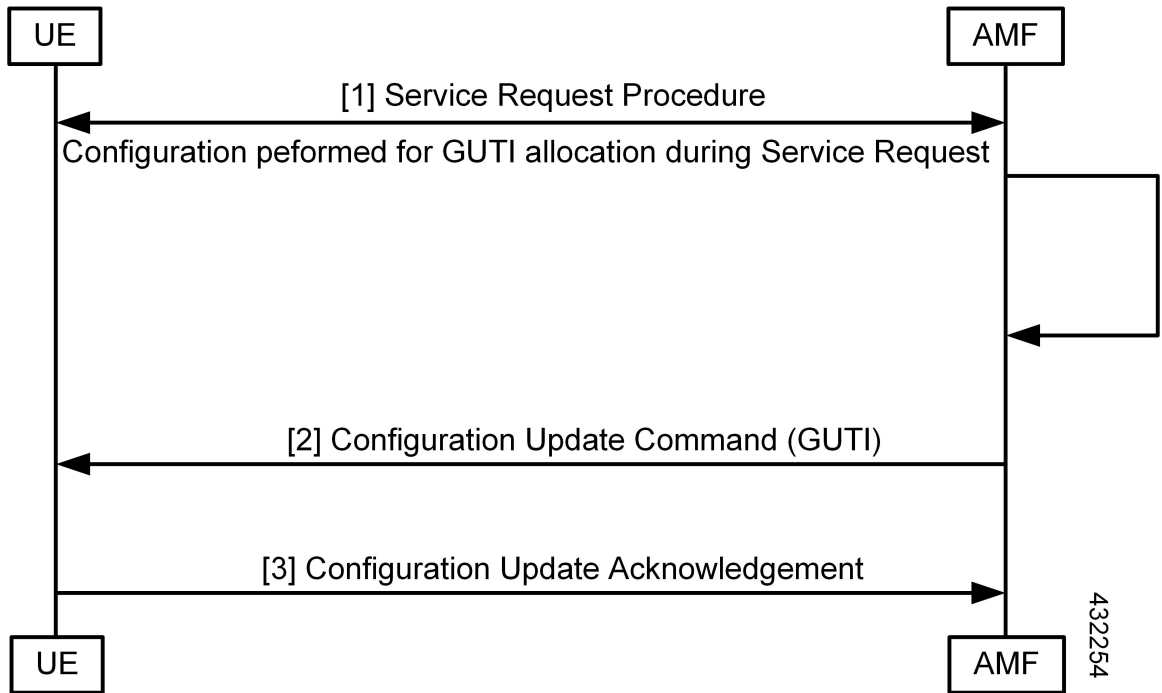 UE
AMF
[1] Service Request Procedure
Configuration peformed for GUTI allocation during Service Request
[2] Configuration Update Command (GUTI)
[3] Configuration Update Acknowledgement
432254
UE
AMF